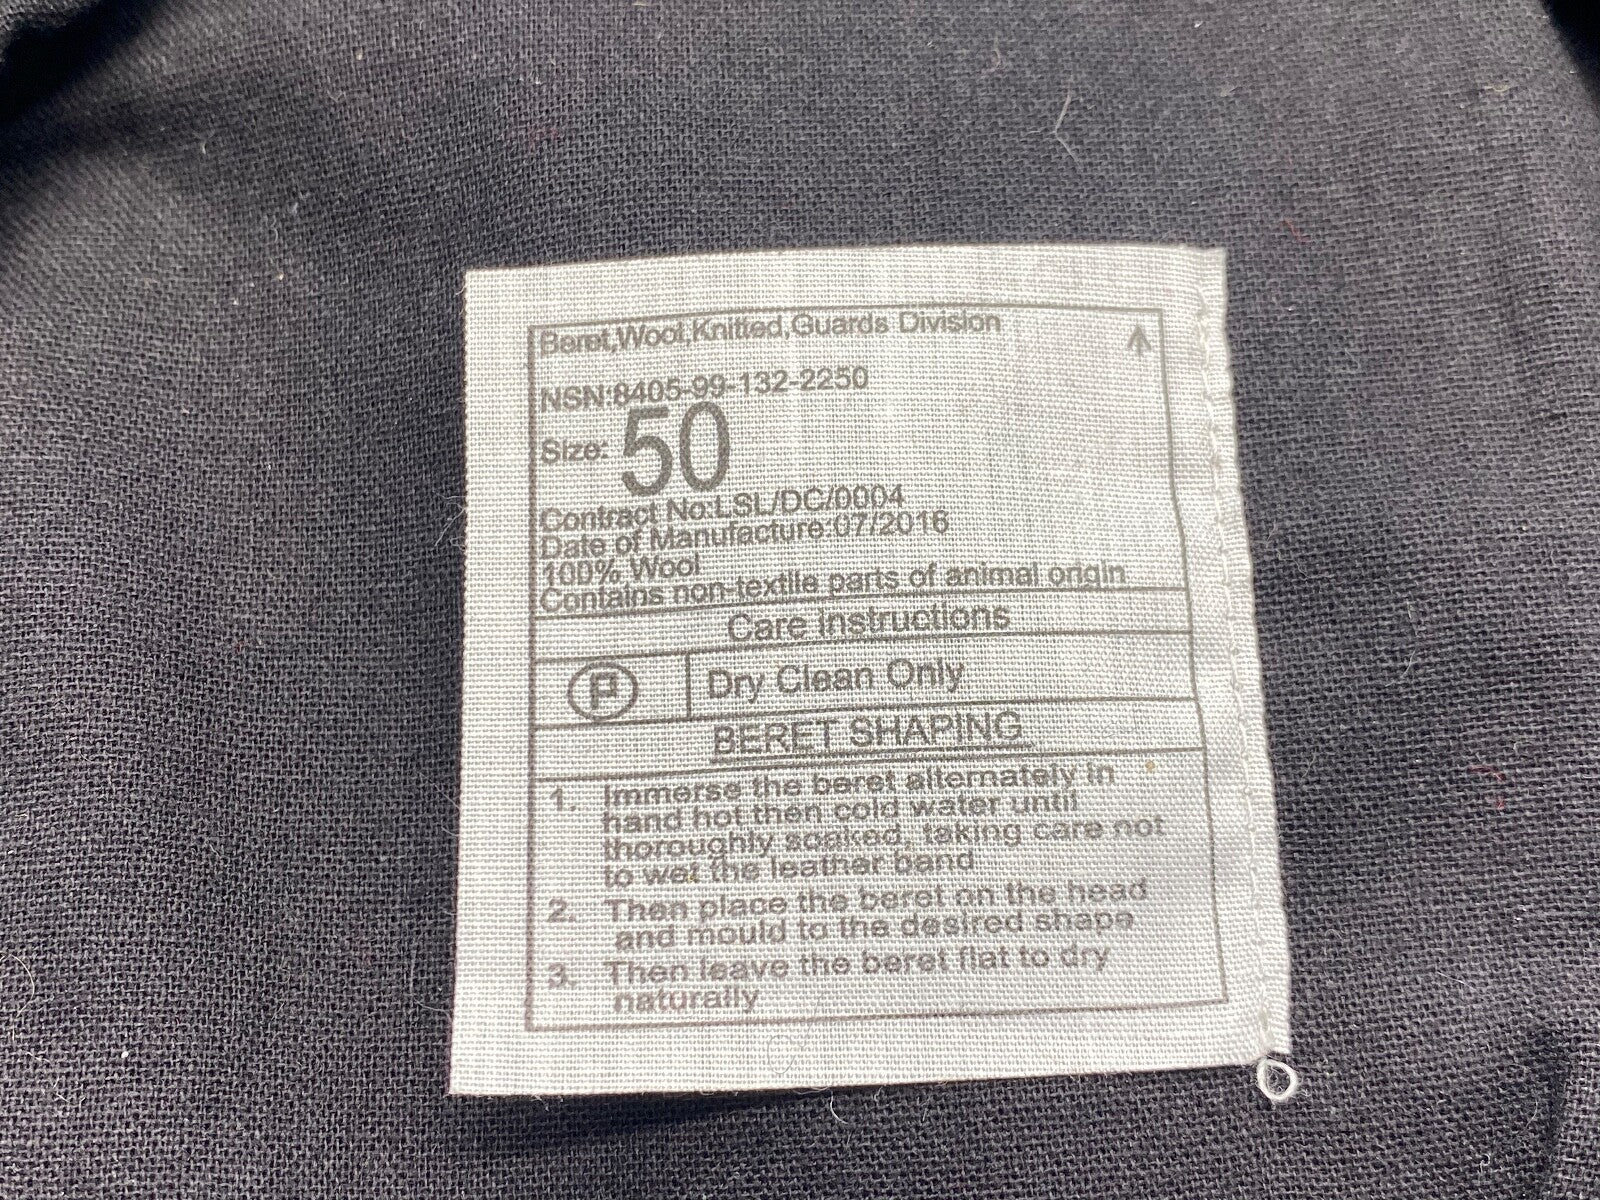 Beret,Wool,Knitted,Guards Division
NSN:8405-99-132-2250
Size: 50
Contract No:LSL/DC/0004
Date of Manufacture:07/2016
100% Wool
Contains non-textile parts of animal origin
Care Instructions
P Dry Clean Only
BERET SHAPING
1. Immerse the beret alternately in
hand hot then cold water until
thoroughly soaked, taking care not
to wet the leather band
2. Then place the beret on the head
and mould to the desired shape
3. Then leave the beret flat to dry
naturally